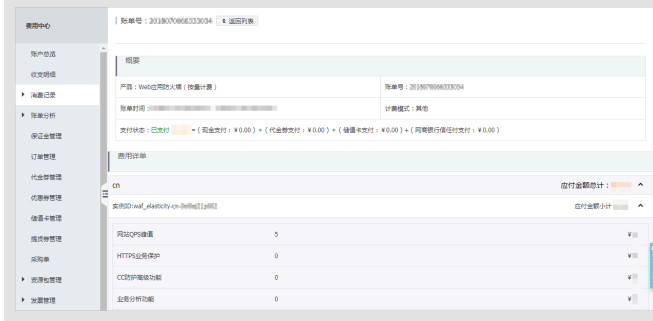 费用中心
账户总览
收支明细
消费记录
账单分析
保证金管理
订单管理
代金券管理
优惠券管理
储值卡管理
提货券管理
采购单
资源包管理
发票管理
账单号：
返回列表
概要
产品：Web应用防火墙（按量计费）
账单号：
账单时间：
计费模式：其他
支付状态：已支付 =（现金支付：¥0.00）+（代金券支付：¥0.00）+（储值卡支付：¥0.00）+（网商银行信任付支付：¥0.00）
费用详单
cn
应付金额总计：
实例ID:waf_elasticity-cn-
应付金额小计
网站QPS峰值 5 ¥
HTTPS业务保护 0 ¥
CC防护高级功能 0 ¥
业务分析功能 0 ¥